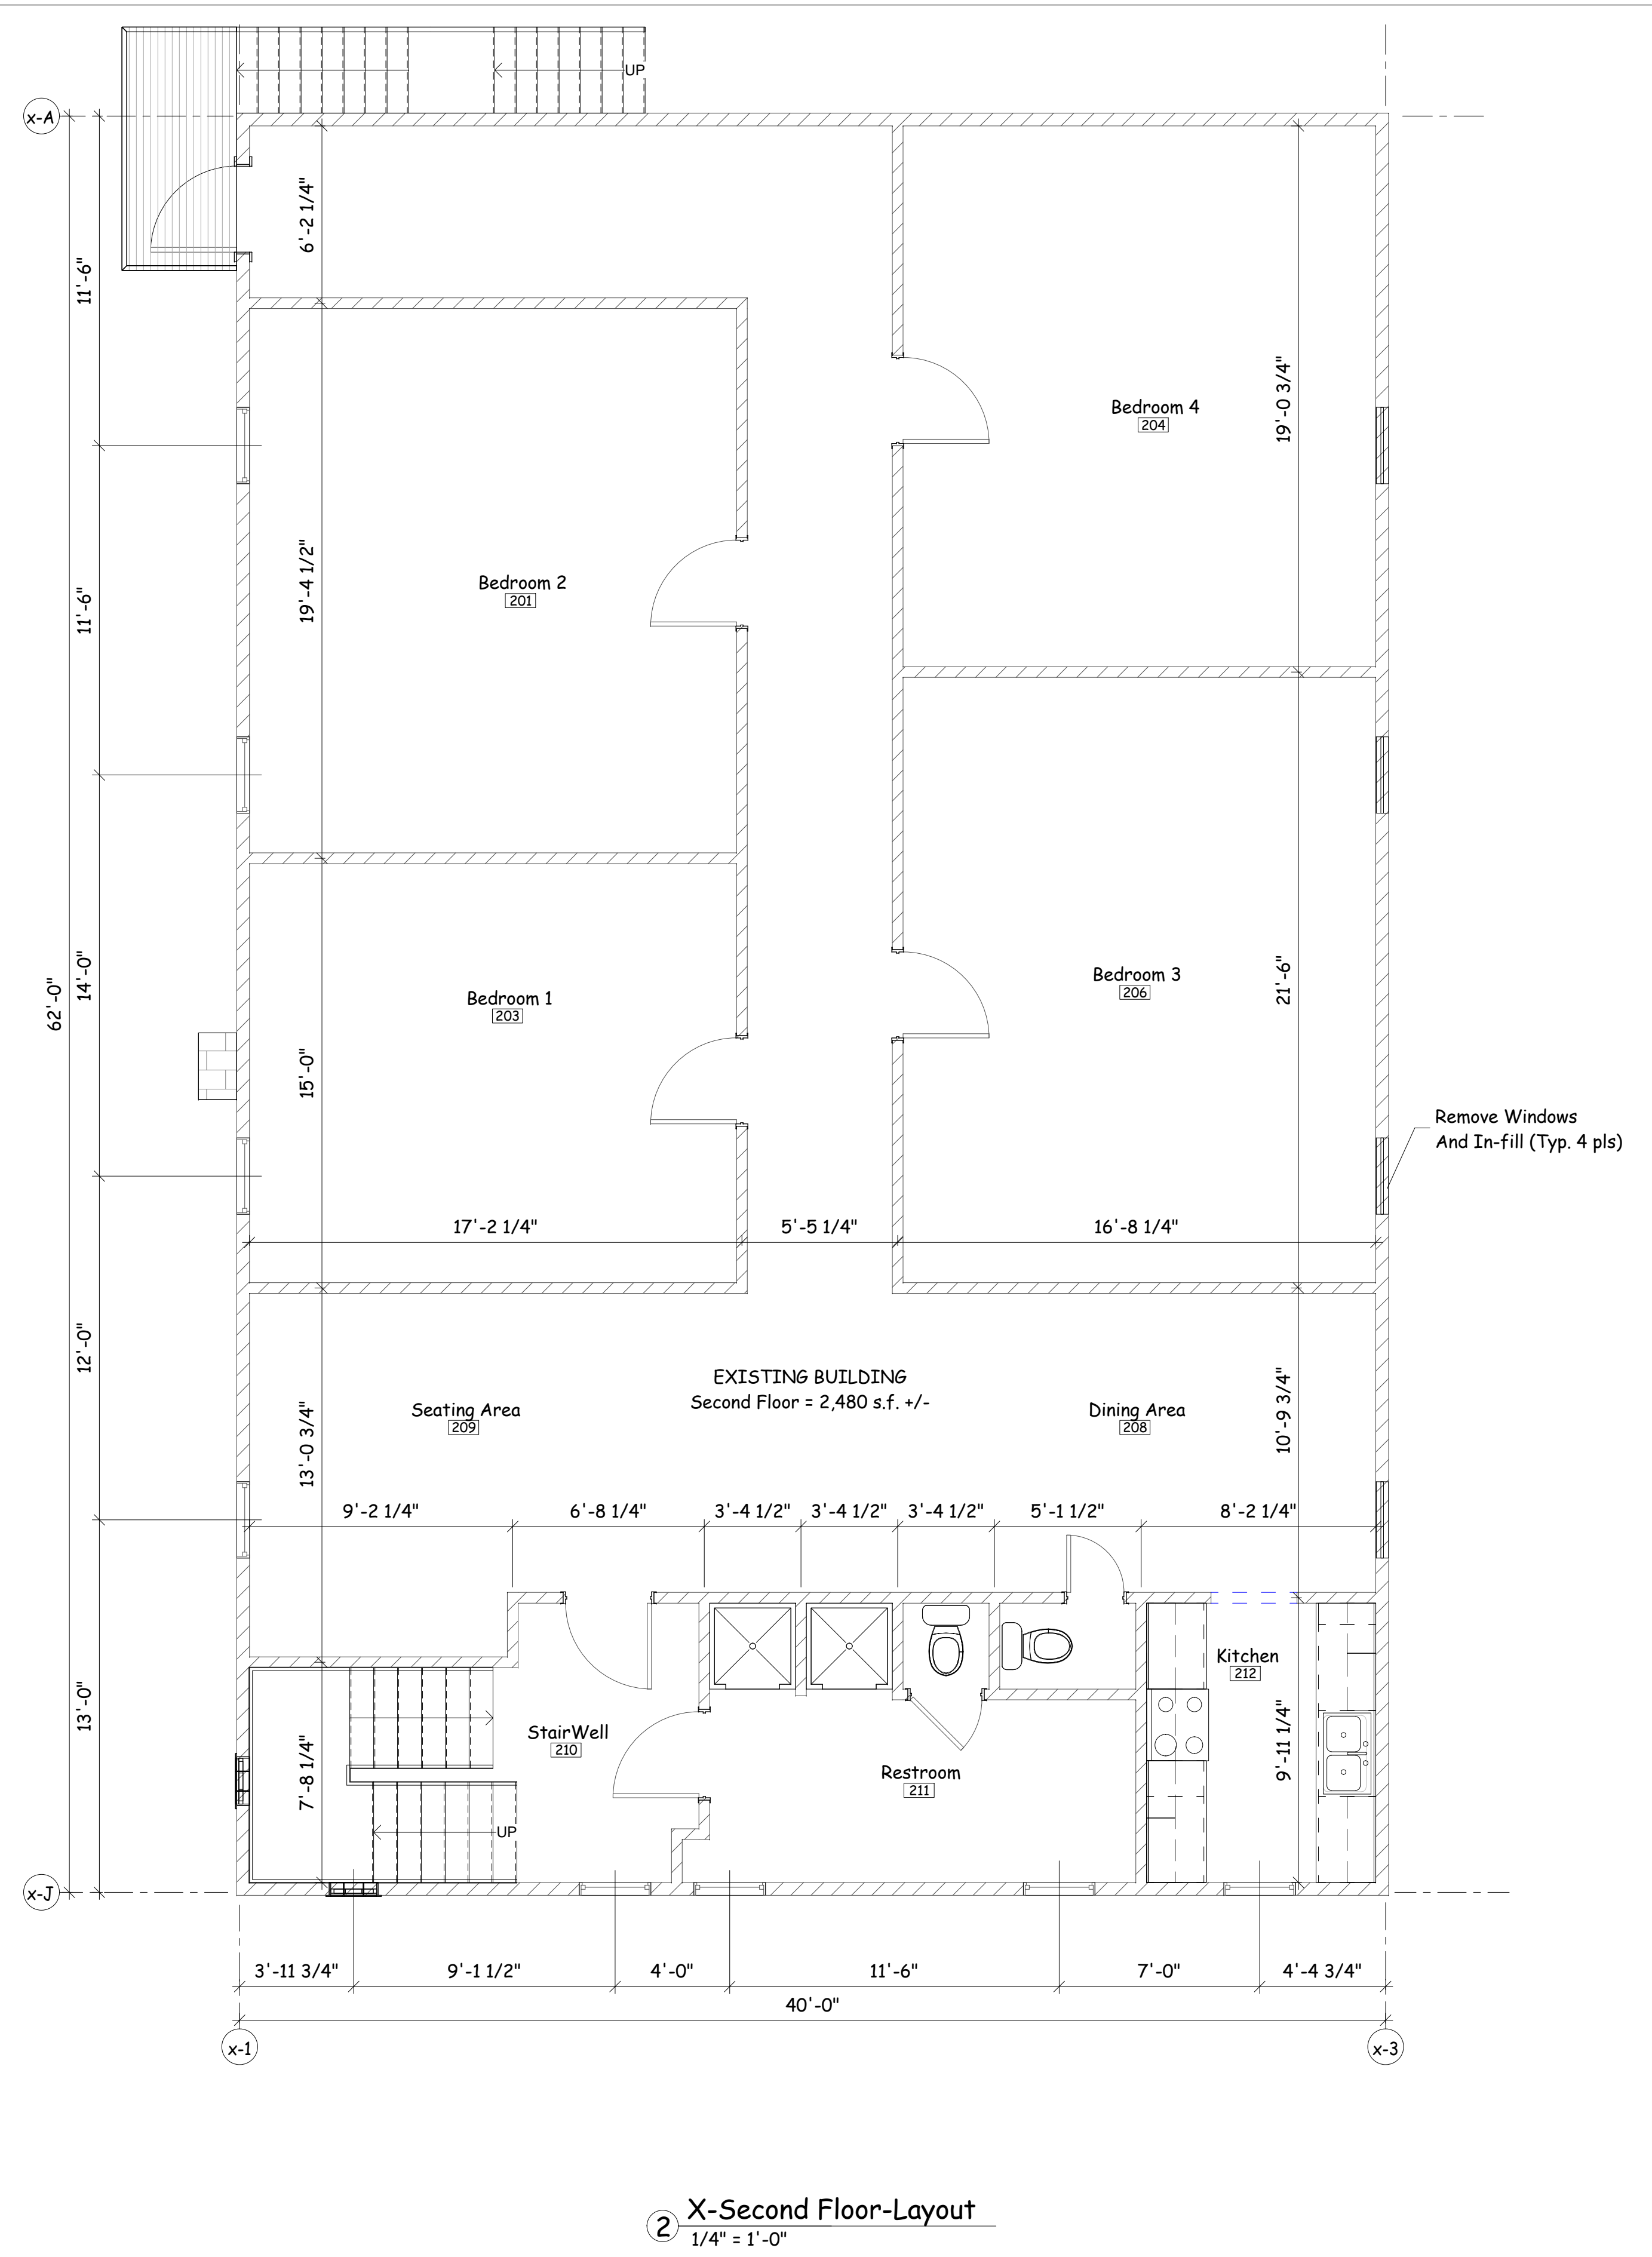 UP
x-A
6'-2 1/4"
11'-6"
19'-0 3/4"
Bedroom 4
204
19'-4 1/2"
Bedroom 2
201
11'-6"
14'-0"
62'-0"
Bedroom 1
203
Bedroom 3
206
21'-6"
15'-0"
Remove Windows
And In-fill (Typ. 4 pls)
17'-2 1/4"
5'-5 1/4"
16'-8 1/4"
12'-0"
EXISTING BUILDING
Second Floor = 2,480 s.f. +/-
Seating Area
209
Dining Area
208
13'-0 3/4"
10'-9 3/4"
9'-2 1/4"
6'-8 1/4"
3'-4 1/2"
3'-4 1/2"
3'-4 1/2"
5'-1 1/2"
8'-2 1/4"
Kitchen
212
13'-0"
StairWell
210
7'-8 1/4"
9'-11 1/4"
Restroom
211
UP
x-J
3'-11 3/4"
9'-1 1/2"
4'-0"
11'-6"
7'-0"
4'-4 3/4"
40'-0"
x-1
x-3
2
X-Second Floor-Layout
1/4" = 1'-0"